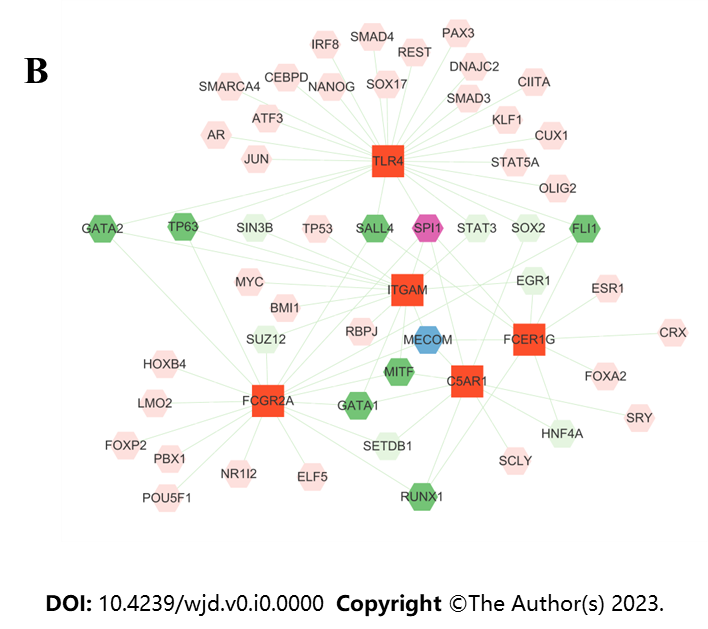 B
SMAD4
PAX3
IRF8
REST
DNAJC2
CEBPD
SMARCA4
NANOG
SOX17
CIITA
SMAD3
ATF3
KLF1
AR
CUX1
JUN
TLR4
STAT5A
OLIG2
GATA2
TP63
SIN3B
TP53
SALL4
SPI1
STAT3
SOX2
FLI1
MYC
ITGAM
EGR1
ESR1
BMI1
RBPJ
SUZ12
MECOM
FCER1G
CRX
HOXB4
MITF
C5AR1
FOXA2
LMO2
FCGR2A
GATA1
SRY
FOXP2
SETDB1
HNF4A
PBX1
SCLY
NR1I2
ELF5
POU5F1
RUNX1
DOI: 10.4239/wjd.v0.i0.0000 Copyright ©The Author(s) 2023.